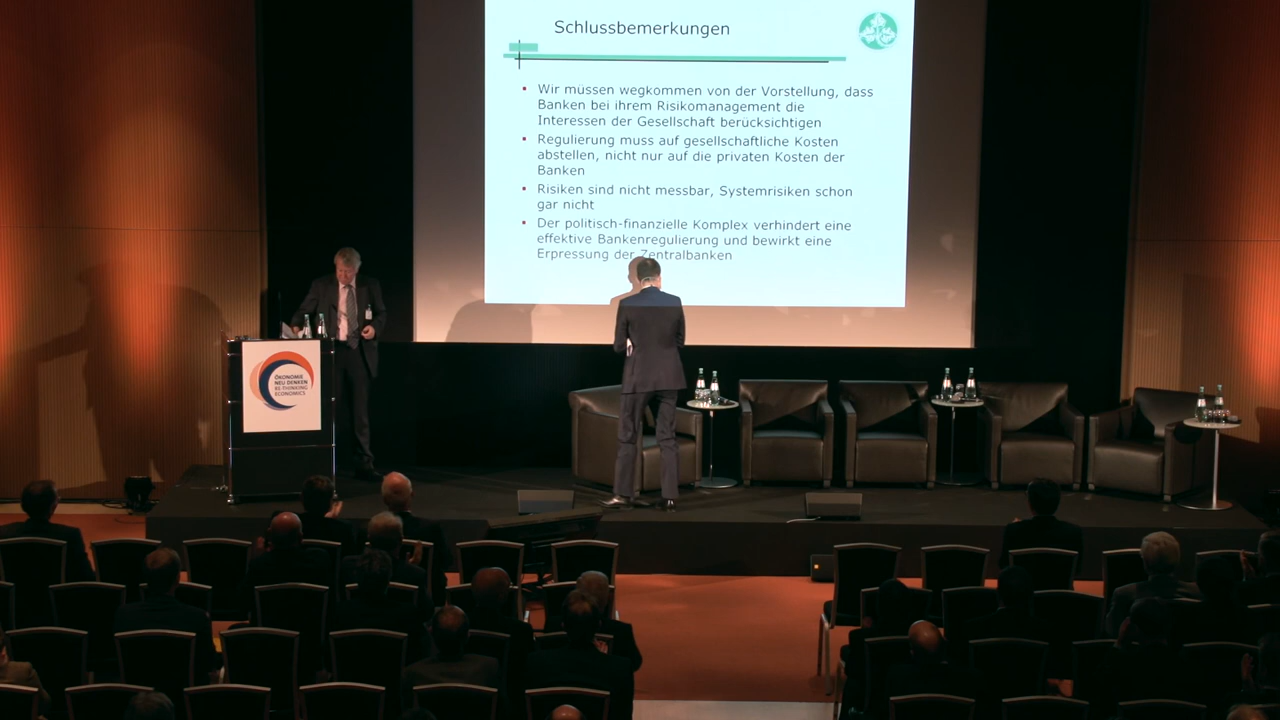 Schlussbemerkungen
Wir müssen wegkommen von der Vorstellung, dass
Banken bei ihrem Risikomanagement die
Interessen der Gesellschaft berücksichtigen
Regulierung muss auf gesellschaftliche Kosten
abstellen, nicht nur auf die privaten Kosten der
Banken
Risiken sind nicht messbar, Systemrisiken schon
gar nicht
Der politisch-finanzielle Komplex verhindert eine
effektive Bankenregulierung und bewirkt eine
Erpressung der Zentralbanken
ÖKONOMIE
NEU DENKEN
RE-THINKING
ECONOMICS